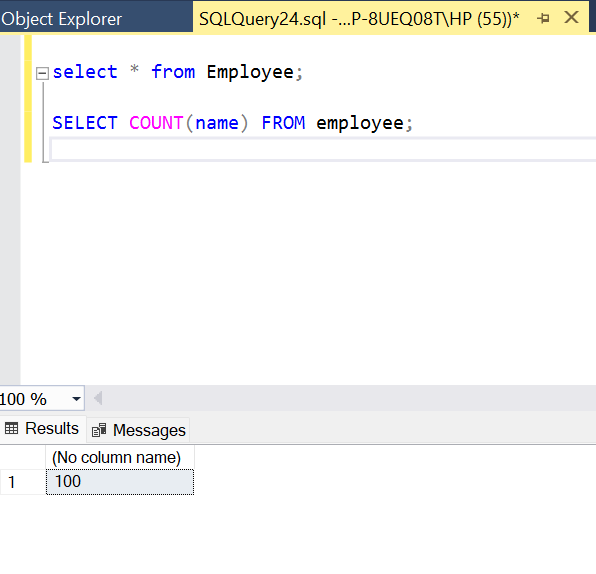 Object Explorer
SQLQuery24.sql -...P-8UEQ08T\HP (55))*
select * from Employee;
SELECT COUNT(name) FROM employee;
100 %
Results
Messages
(No column name)
1
100